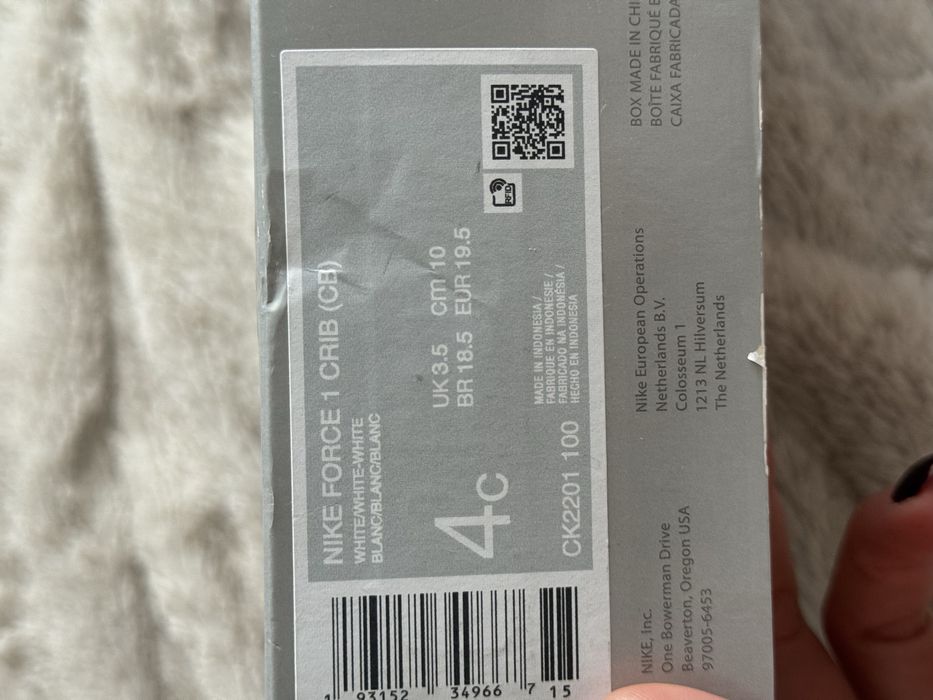 NIKE FORCE 1 CRIB (CB)
WHITE/WHITE-WHITE
BLANC/BLANC/BLANC
4C
UK 3.5 cm 10
BR 18.5 EUR 19.5
RFID
CK2201 100
MADE IN INDONESIA /
FABRIQUE EN INDONESIE /
FABRICADO NA INDONÉSIA /
HECHO EN INDONESIA
1 93152 34966 7 15
NIKE, Inc.
One Bowerman Drive
Beaverton, Oregon USA
97005-6453
Nike European Operations
Netherlands B.V.
Colosseum 1
1213 NL Hilversum
The Netherlands
BOX MADE IN
BOÎTE FABRIQUÉ
CAIXA FABRICADA